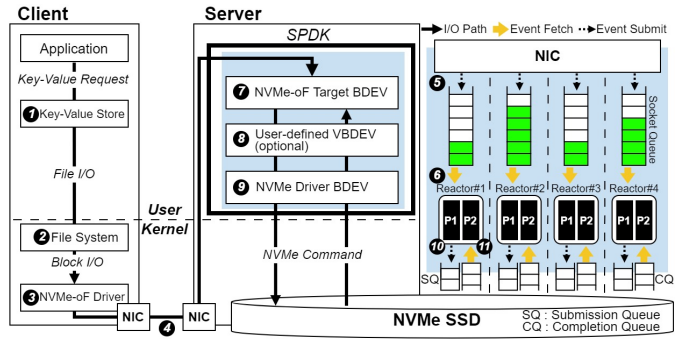 Client
Server
Application
Key-Value Request
1 Key-Value Store
File I/O
User
Kernel
2 File System
Block I/O
3 NVMe-oF Driver
NIC
4
NIC
SPDK
7 NVMe-oF Target BDEV
8 User-defined VBDEV
(optional)
9 NVMe Driver BDEV
NVMe Command
NVMe SSD
SQ : Submission Queue
CQ : Completion Queue
I/O Path Event Fetch Event Submit
NIC
5
Socket Queue
6
Reactor#1 Reactor#2 Reactor#3 Reactor#4
P1 P2 P1 P2 P1 P2 P1 P2
10 11
SQ CQ